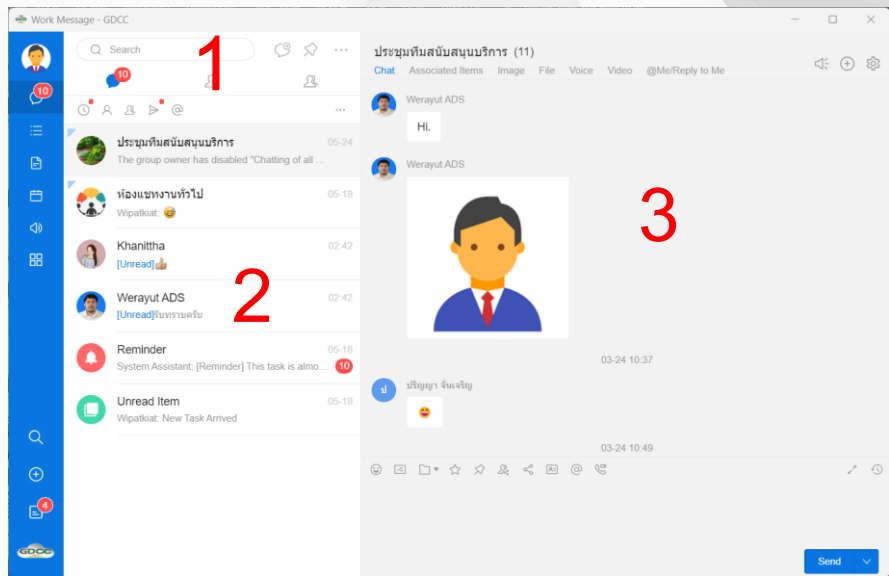 Work Message - GDCC
Search
1
10
10
ประชุมทีมสนับสนุนบริการ 05-24
The group owner has disabled "Chatting of all ...
ห้องแชทงานทั่วไป 05-18
Wipatkiat:
Khanittha 02:42
[Unread]
2
Werayut ADS 02:42
[Unread]รับทราบครับ
Reminder 05-18
System Assistant: [Reminder] This task is almo... 10
Unread Item 05-18
Wipatkiat: New Task Arrived
4
GDCC
ประชุมทีมสนับสนุนบริการ (11)
Chat Associated Items Image File Voice Video @Me/Reply to Me
Werayut ADS
Hi.
Werayut ADS
3
03-24 10:37
ป
ปริญญา จั่นเจริญ
03-24 10:49
Send